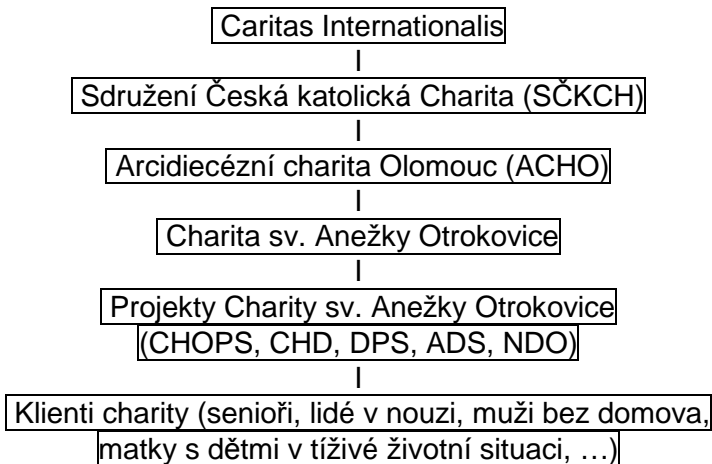 Caritas Internationalis
Sdružení Česká katolická Charita (SČKCH)
Arcidiecézní charita Olomouc (ACHO)
Charita sv. Anežky Otrokovice
Projekty Charity sv. Anežky Otrokovice
(CHOPS, CHD, DPS, ADS, NDO)
Klienti charity (senioři, lidé v nouzi, muži bez domova,
matky s dětmi v tíživé životní situaci, …)